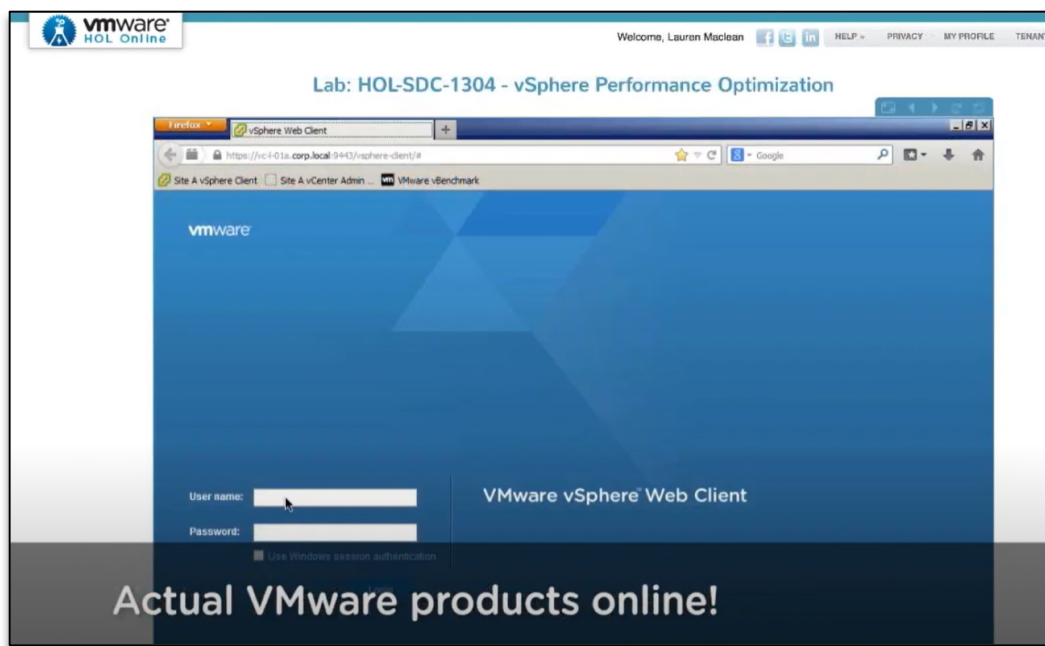 vmware
HOL Online
Welcome, Lauren Maclean
HELP
PRIVACY
MY PROFILE
TENANT
Lab: HOL-SDC-1304 - vSphere Performance Optimization
Firefox
vSphere Web Client
https://vc-l-01a.corp.local:9443/vsphere-client/#
Google
Site A vSphere Client
Site A vCenter Admin ...
VMware vBenchmark
vmware
User name:
VMware vSphere™ Web Client
Password:
Use Windows session authentication
Actual VMware products online!